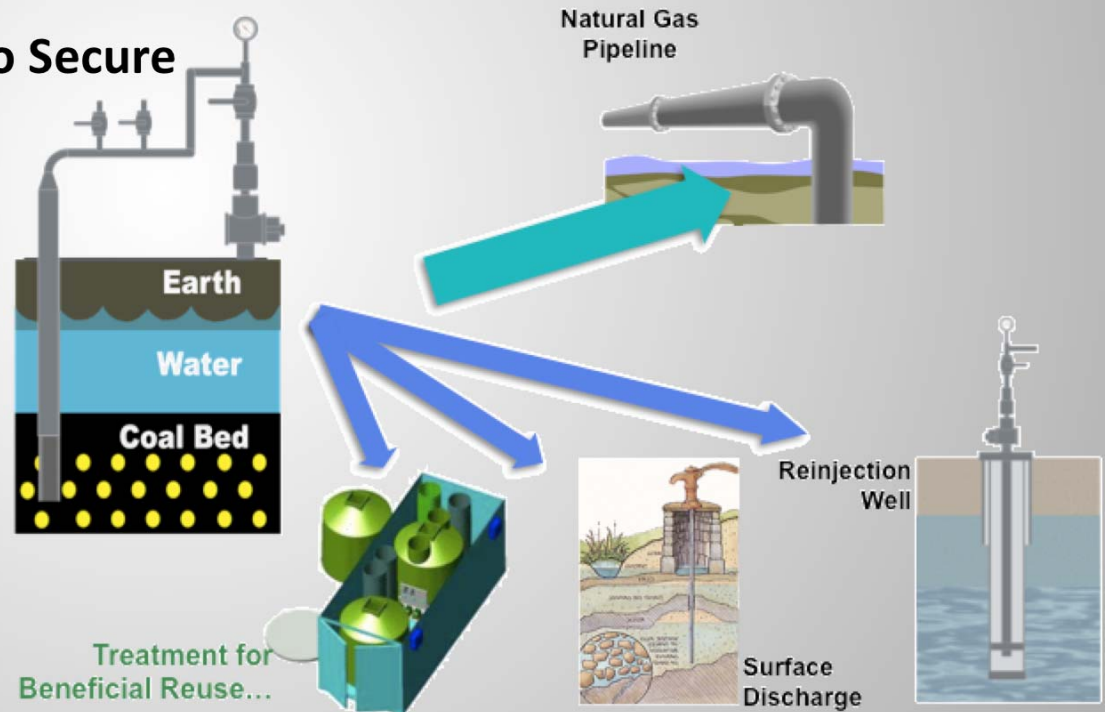 o Secure
Natural Gas
Pipeline
Earth
Water
Coal Bed
Reinjection
Well
Treatment for
Beneficial Reuse...
Surface
Discharge